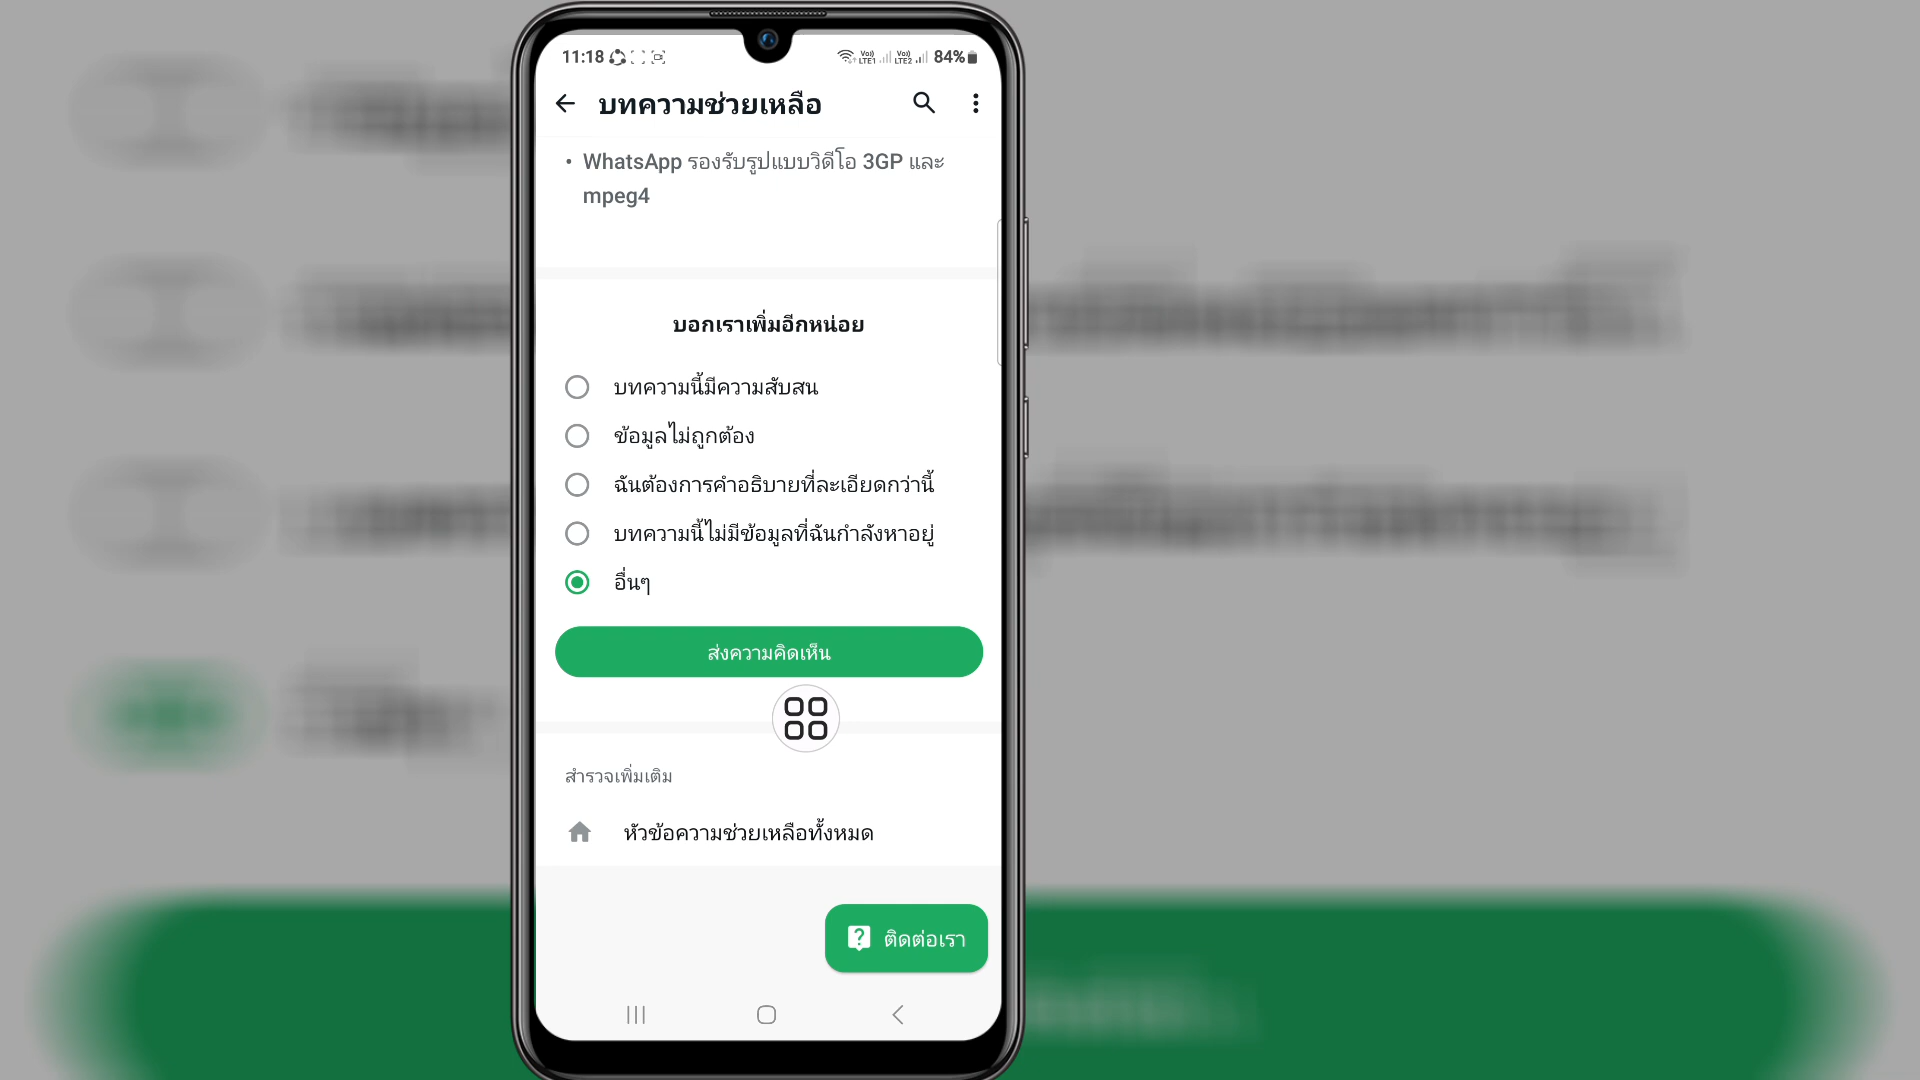 11:18
Vo)) LTE1 Vo)) LTE2 84%
บทความช่วยเหลือ
• WhatsApp รองรับรูปแบบวิดีโอ 3GP และ
mpeg4
บอกเราเพิ่มอีกหน่อย
บทความนี้มีความสับสน
ข้อมูลไม่ถูกต้อง
ฉันต้องการคำอธิบายที่ละเอียดกว่านี้
บทความนี้ไม่มีข้อมูลที่ฉันกำลังหาอยู่
อื่นๆ
ส่งความคิดเห็น
สำรวจเพิ่มเติม
หัวข้อความช่วยเหลือทั้งหมด
ติดต่อเรา